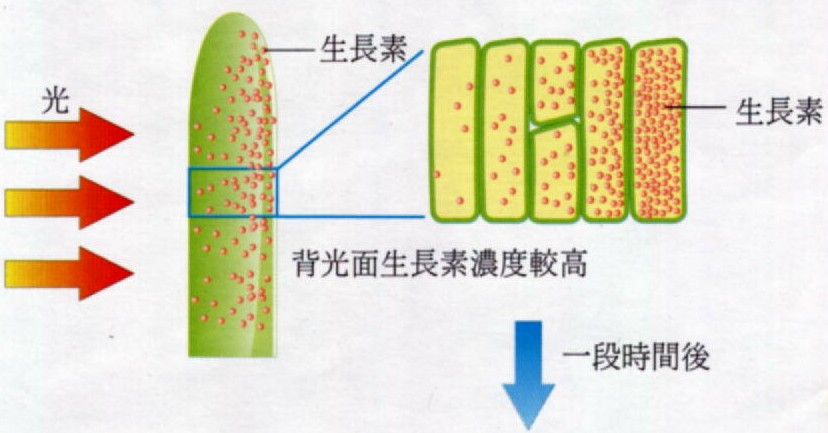 生長素
光
生長素
背光面生長素濃度較高
一段時間後